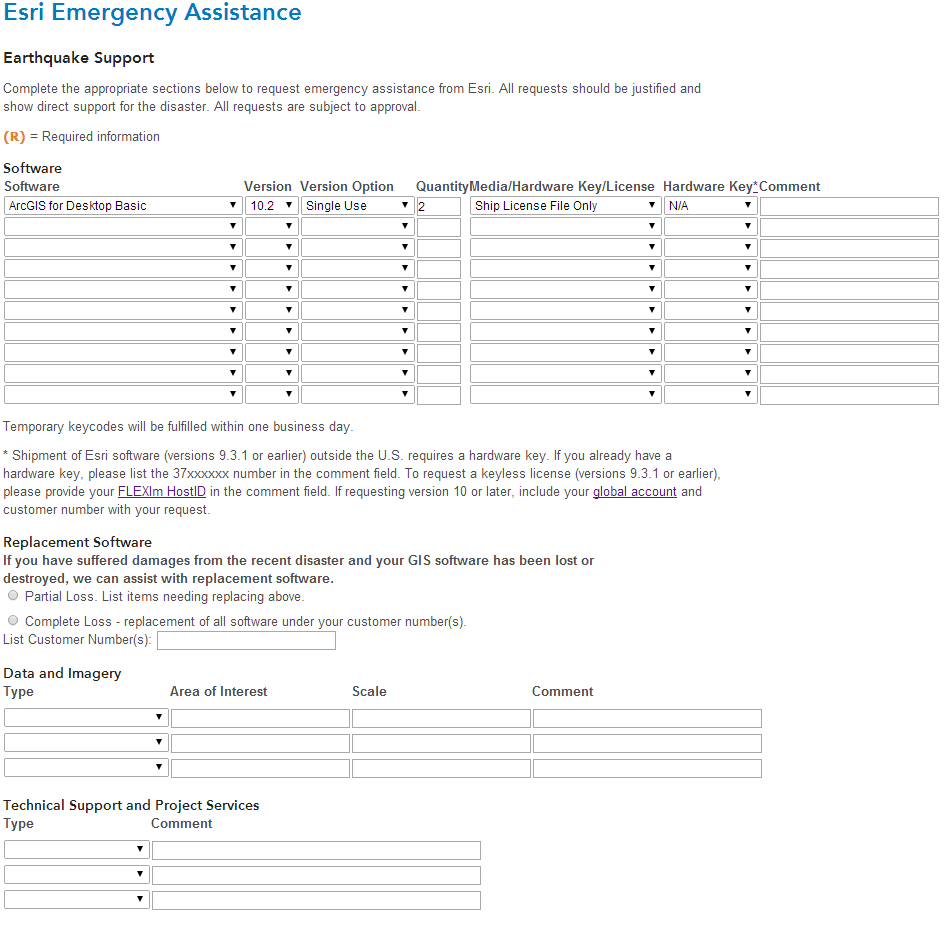 Esri Emergency Assistance
Earthquake Support
Complete the appropriate sections below to request emergency assistance from Esri. All requests should be justified and
show direct support for the disaster. All requests are subject to approval.
(R) = Required information
Software
Software Version Version Option Quantity Media/Hardware Key/License Hardware Key* Comment
ArcGIS for Desktop Basic 10.2 Single Use 2 Ship License File Only N/A
Temporary keycodes will be fulfilled within one business day.
* Shipment of Esri software (versions 9.3.1 or earlier) outside the U.S. requires a hardware key. If you already have a
hardware key, please list the 37xxxxxx number in the comment field. To request a keyless license (versions 9.3.1 or earlier),
please provide your FLEXlm HostID in the comment field. If requesting version 10 or later, include your global account and
customer number with your request.
Replacement Software
If you have suffered damages from the recent disaster and your GIS software has been lost or
destroyed, we can assist with replacement software.
Partial Loss. List items needing replacing above.
Complete Loss - replacement of all software under your customer number(s).
List Customer Number(s):
Data and Imagery
Type Area of Interest Scale Comment
Technical Support and Project Services
Type Comment